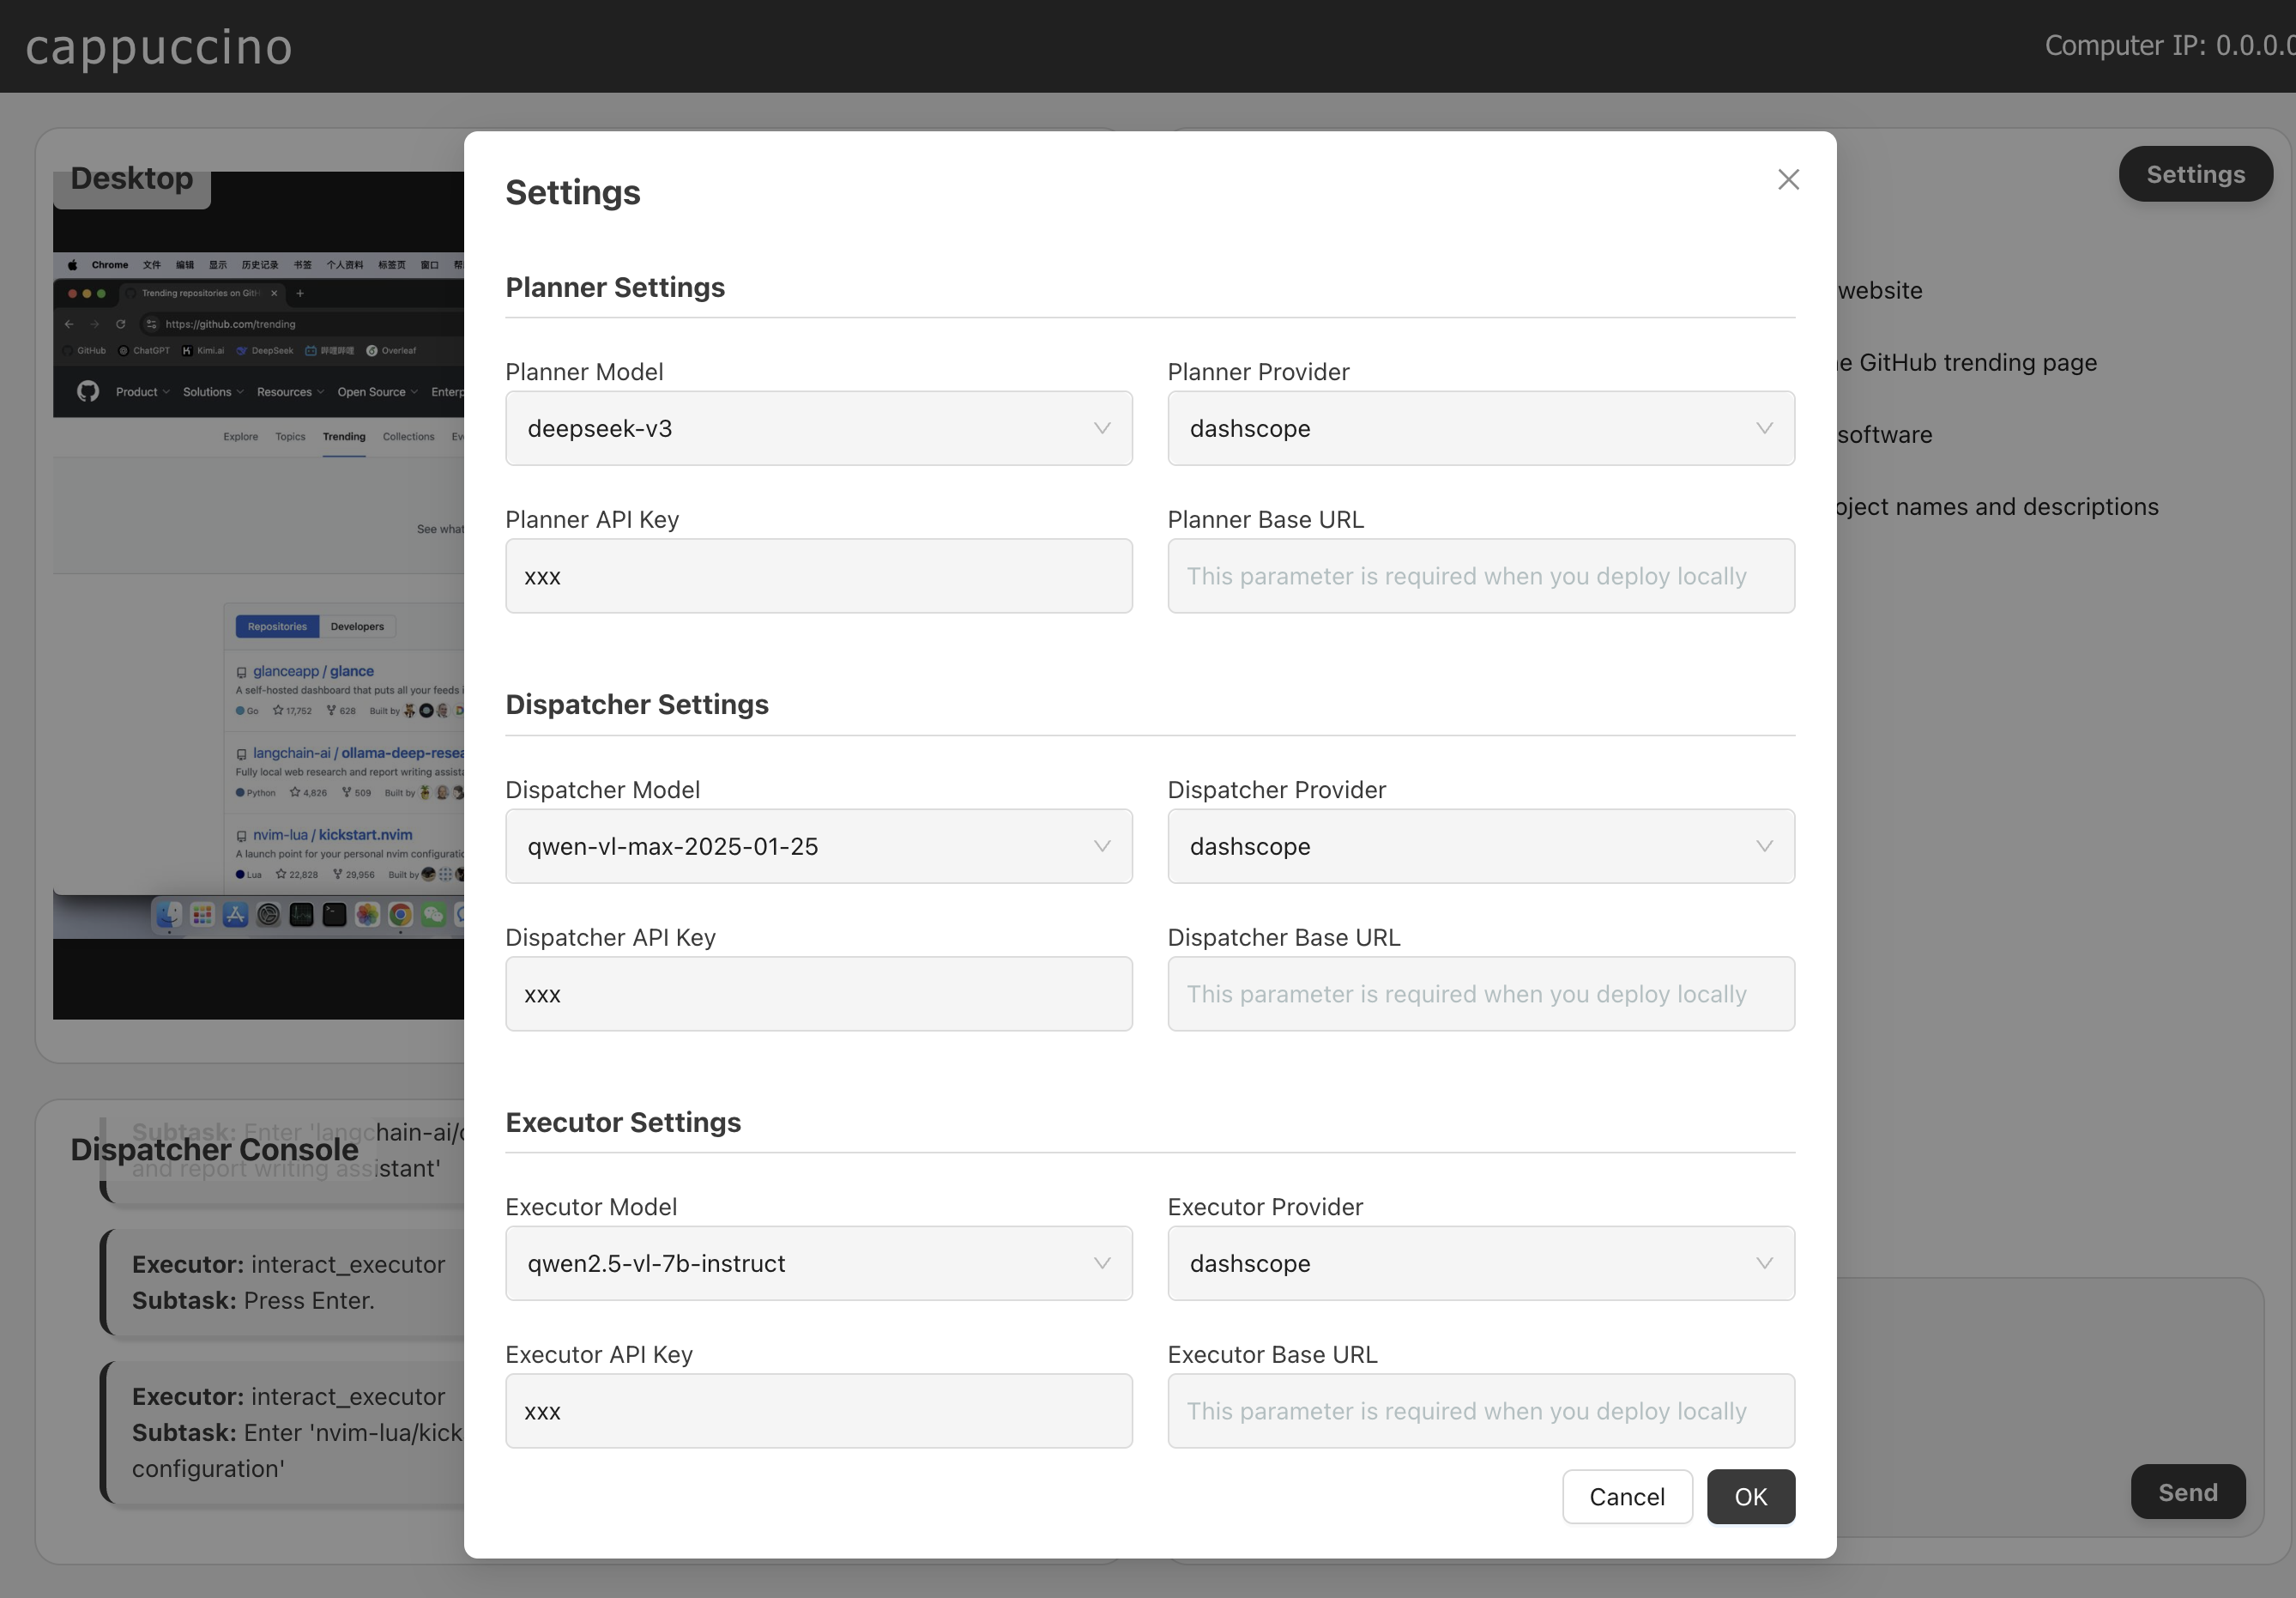 cappuccino
Computer IP: 0.0.0.0
Desktop
Settings
Chrome 文件 编辑 显示 历史记录 书签 个人资料 标签页 窗口
Trending repositories on GitH
https://github.com/trending
GitHub ChatGPT Kimi.ai DeepSeek 哔哩哔哩 Overleaf
Product Solutions Resources Open Source Enterp
Explore Topics Trending Collections Ev
See what
Repositories Developers
glanceapp / glance
A self-hosted dashboard that puts all your feeds i
Go 17,752 628 Built by
langchain-ai / ollama-deep-resea
Fully local web research and report writing assista
Python 4,826 509 Built by
nvim-lua / kickstart.nvim
A launch point for your personal nvim configuratio
Lua 22,828 29,956 Built by
Dispatcher Console
Subtask: Enter 'langchain-ai/
and report writing assistant'
Executor: interact_executor
Subtask: Press Enter.
Executor: interact_executor
Subtask: Enter 'nvim-lua/kick
configuration'
Settings
Planner Settings
Planner Model
Planner Provider
deepseek-v3
dashscope
Planner API Key
Planner Base URL
xxx
This parameter is required when you deploy locally
Dispatcher Settings
Dispatcher Model
Dispatcher Provider
qwen-vl-max-2025-01-25
dashscope
Dispatcher API Key
Dispatcher Base URL
xxx
This parameter is required when you deploy locally
Executor Settings
Executor Model
Executor Provider
qwen2.5-vl-7b-instruct
dashscope
Executor API Key
Executor Base URL
xxx
This parameter is required when you deploy locally
Cancel
OK
website
e GitHub trending page
software
oject names and descriptions
Send